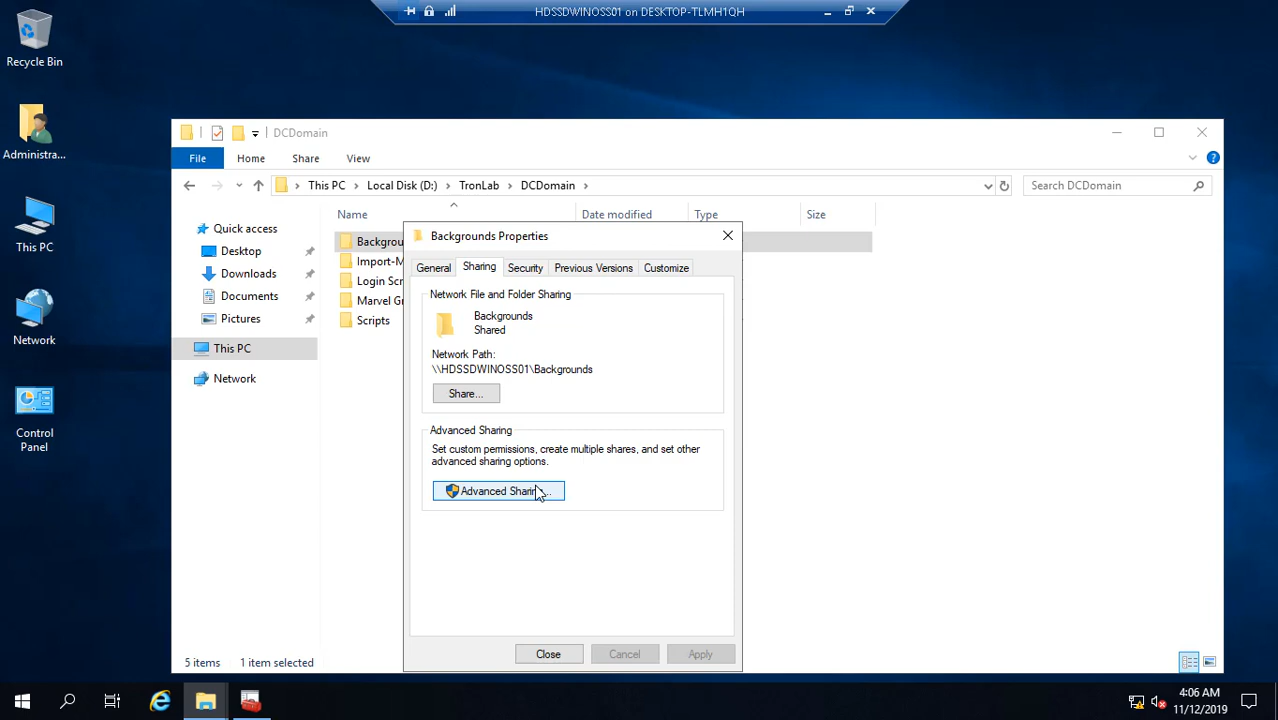 HDSSDWINOSS01 on DESKTOP-TLMH1QH
Recycle Bin
Administra...
This PC
Network
Control
Panel
DCDomain
File
Home
Share
View
This PC
Local Disk (D:)
TronLab
DCDomain
Search DCDomain
Quick access
Desktop
Downloads
Documents
Pictures
This PC
Network
Name
Date modified
Type
Size
Backgrou
Import-M
Login Scr
Marvel Gr
Scripts
Backgrounds Properties
General
Sharing
Security
Previous Versions
Customize
Network File and Folder Sharing
Backgrounds
Shared
Network Path:
\\HDSSDWINOSS01\Backgrounds
Share...
Advanced Sharing
Set custom permissions, create multiple shares, and set other
advanced sharing options.
Advanced Sharing...
Close
Cancel
Apply
5 items
1 item selected
4:06 AM
11/12/2019